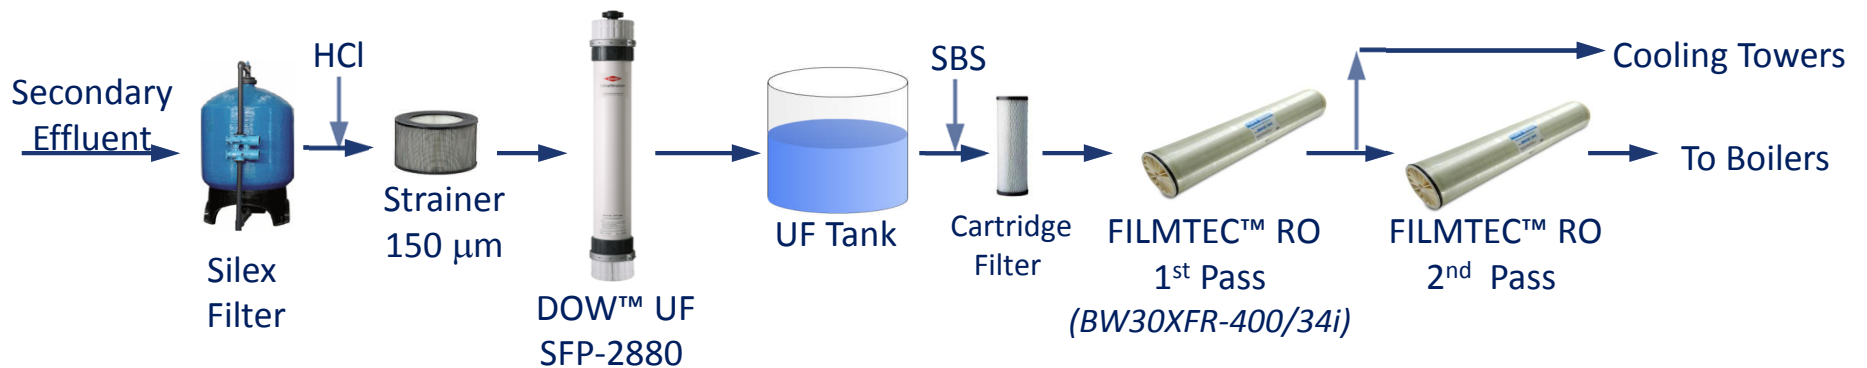 Secondary
Effluent
Silex
Filter
HCl
Strainer
150 μm
DOW™ UF
SFP-2880
UF Tank
SBS
Cartridge
Filter
FILMTEC™ RO
1st Pass
(BW30XFR-400/34i)
FILMTEC™ RO
2nd Pass
Cooling Towers
To Boilers